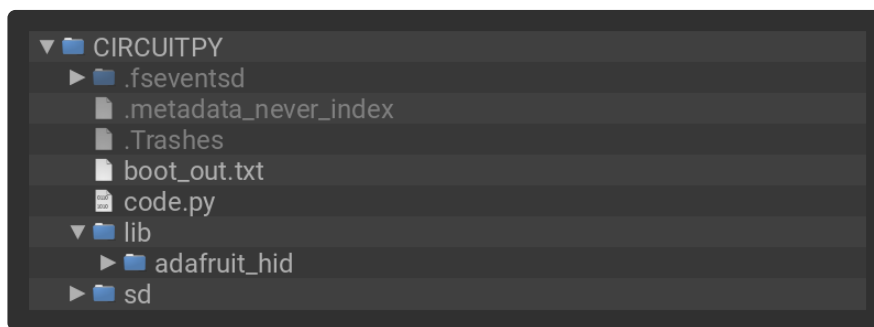 CIRCUITPY
.fseventsd
.metadata_never_index
.Trashes
boot_out.txt
code.py
lib
adafruit_hid
sd